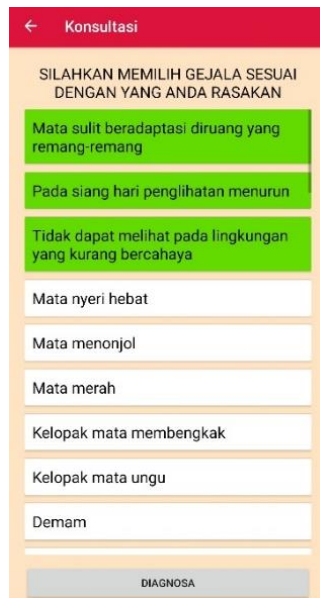 Konsultasi
SILAHKAN MEMILIH GEJALA SESUAI
DENGAN YANG ANDA RASAKAN
Mata sulit beradaptasi diruang yang
remang-remang
Pada siang hari penglihatan menurun
Tidak dapat melihat pada lingkungan
yang kurang bercahaya
Mata nyeri hebat
Mata menonjol
Mata merah
Kelopak mata membengkak
Kelopak mata ungu
Demam
DIAGNOSA